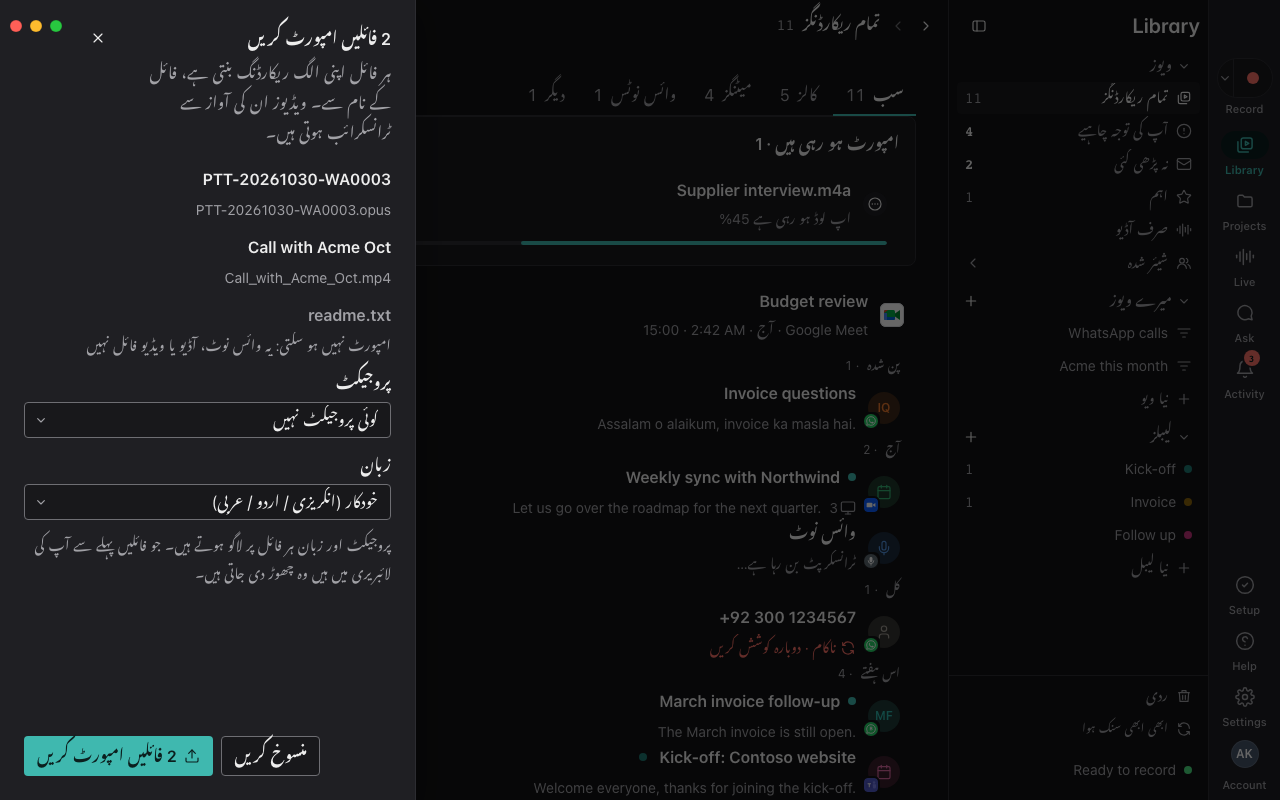 2 فائلیں امپورٹ کریں
ہر فائل اپنی الگ ریکارڈنگ بنتی ہے، فائل
کے نام سے۔ ویڈیوز ان کی آواز سے
ٹرانسکرائب ہوتی ہیں۔
PTT-20261030-WA0003
PTT-20261030-WA0003.opus
Call with Acme Oct
Call_with_Acme_Oct.mp4
readme.txt
امپورٹ نہیں ہو سکتی: یہ وائس نوٹ، آڈیو یا ویڈیو فائل نہیں
پروجیکٹ
کوئی پروجیکٹ نہیں
زبان
خودکار (انگریزی / اردو / عربی)
پروجیکٹ اور زبان ہر فائل پر لاگو ہوتے ہیں۔ جو فائلیں پہلے سے آپ کی
لائبریری میں ہیں وہ چھوڑ دی جاتی ہیں۔
منسوخ کریں
2 فائلیں امپورٹ کریں
تمام ریکارڈنگز 11
سب 11
کالز 5
میٹنگز 4
وائس نوٹس 1
دیگر 1
امپورٹ ہو رہی ہیں · 1
Supplier interview.m4a
اپ لوڈ ہو رہی ہے 45%
Budget review
15:00 · 2:42 AM · آج · Google Meet
پن شدہ · 1
Invoice questions
IQ
Assalam o alaikum, invoice ka masla hai.
آج · 2
Weekly sync with Northwind
Let us go over the roadmap for the next quarter. 3
وائس نوٹ
ٹرانسکرپٹ بن رہا ہے...
کل · 1
+92 300 1234567
ناکام · دوبارہ کوشش کریں
اس ہفتے · 4
March invoice follow-up
MF
The March invoice is still open.
Kick-off: Contoso website
Welcome everyone, thanks for joining the kick-off.
Library
ویوز
تمام ریکارڈنگز 11
آپ کی توجہ چاہیے 4
نہ پڑھی گئی 2
اہم 1
صرف آڈیو
شیئر شدہ
میرے ویوز
WhatsApp calls
Acme this month
نیا ویو
لیبلز
Kick-off 1
Invoice 1
Follow up
نیا لیبل
ردی
ابھی ابھی سنک ہوا
Ready to record
Record
Library
Projects
Live
Ask
3
Activity
Setup
Help
Settings
AK
Account